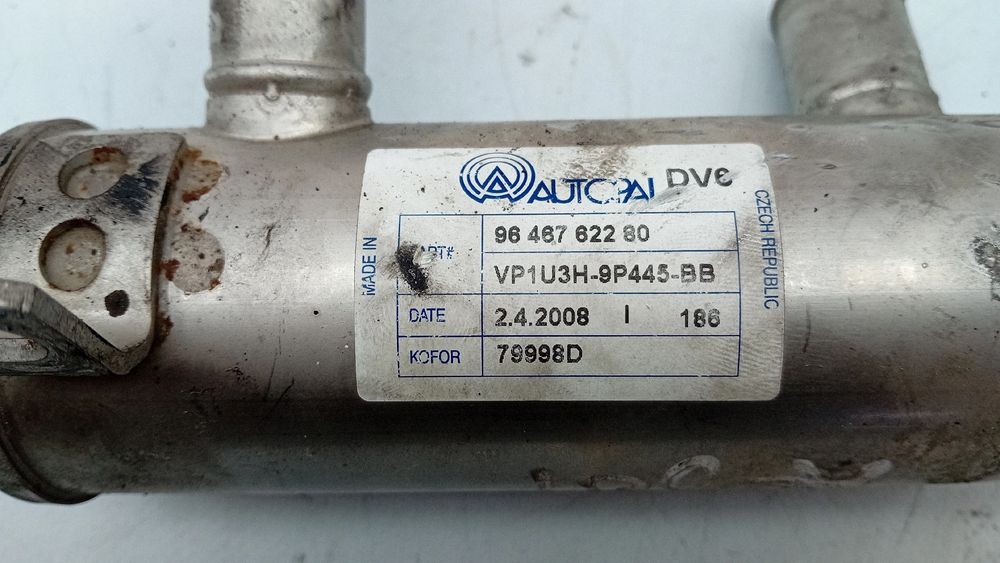 AUTOPAL DV6
MADE IN
PART#
96 467 622 80
VP1U3H-9P445-BB
DATE 2.4.2008 I 186
KOFOR 79998D
CZECH REPUBLIC